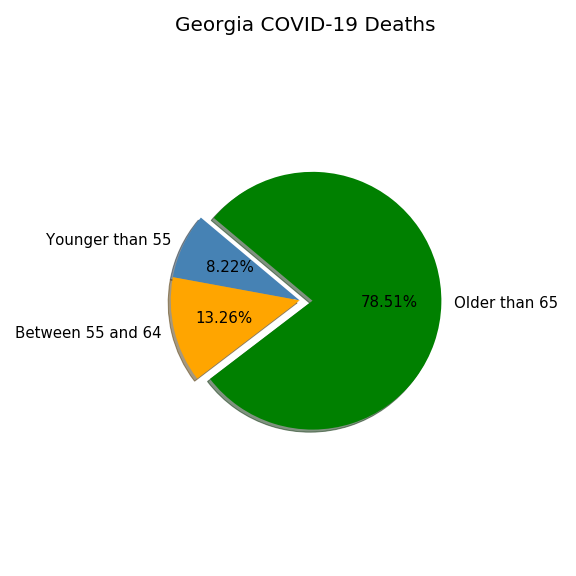 Georgia COVID-19 Deaths
Younger than 55
8.22%
78.51%
Older than 65
13.26%
Between 55 and 64